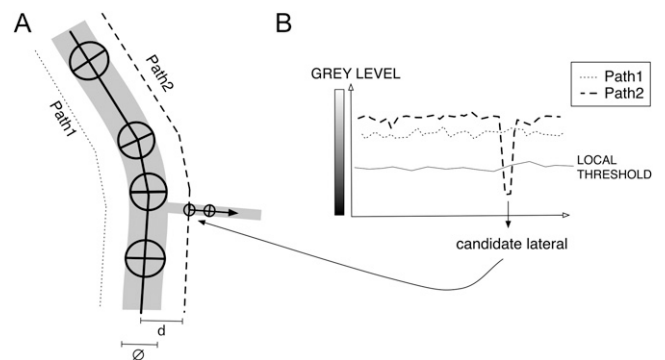 A
Path1
Path2
d
∅
B
GREY LEVEL
Path1
Path2
LOCAL
THRESHOLD
candidate lateral